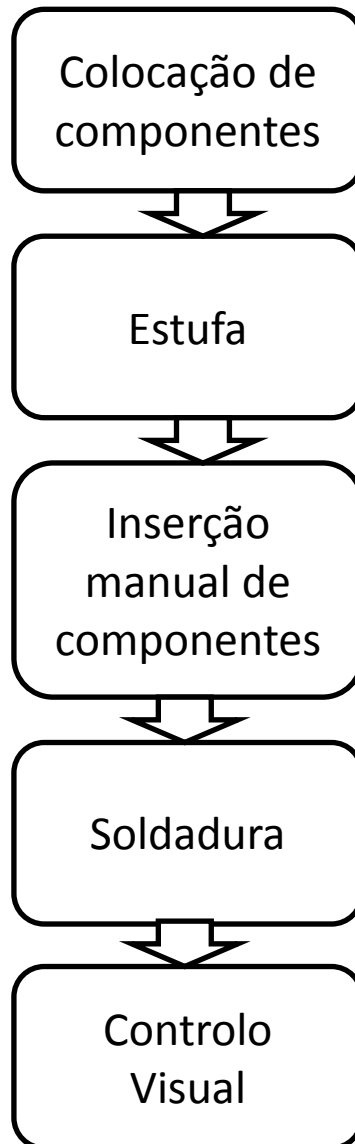 Colocação de
componentes
Estufa
Inserção
manual de
componentes
Soldadura
Controlo
Visual